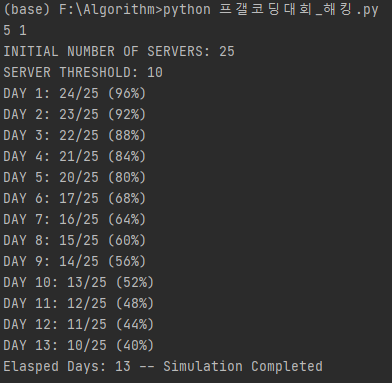 (base) F:\Algorithm>python 프갤코딩대회_해킹.py
5 1
INITIAL NUMBER OF SERVERS: 25
SERVER THRESHOLD: 10
DAY 1: 24/25 (96%)
DAY 2: 23/25 (92%)
DAY 3: 22/25 (88%)
DAY 4: 21/25 (84%)
DAY 5: 20/25 (80%)
DAY 6: 17/25 (68%)
DAY 7: 16/25 (64%)
DAY 8: 15/25 (60%)
DAY 9: 14/25 (56%)
DAY 10: 13/25 (52%)
DAY 11: 12/25 (48%)
DAY 12: 11/25 (44%)
DAY 13: 10/25 (40%)
Elasped Days: 13 -- Simulation Completed